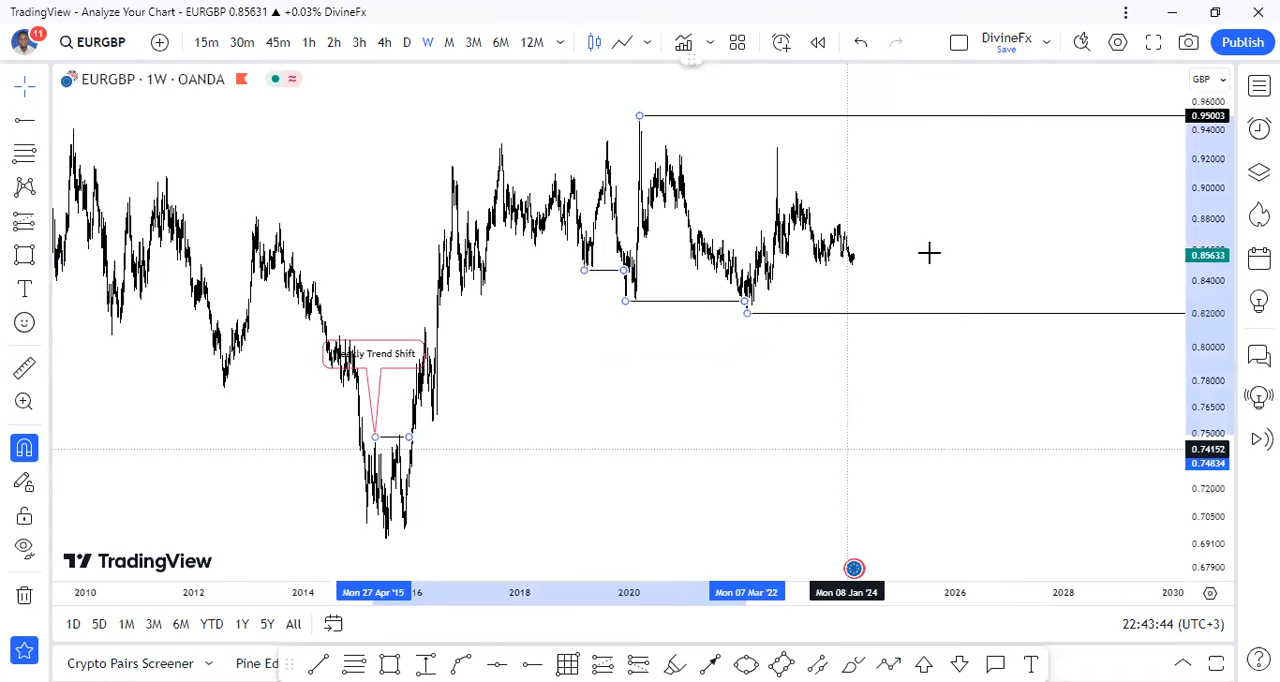 TradingView - Analyze Your Chart - EURGBP 0.85631 ▲ +0.03% DivineFx
11
EURGBP 15m 30m 45m 1h 2h 3h 4h D W M 3M 6M 12M DivineFx Save Publish
EURGBP · 1W · OANDA
GBP
0.96000
0.95003
0.94000
0.92000
0.90000
0.88000
0.85633
0.84000
0.82000
0.80000
0.78000
0.76500
0.75000
0.74152
0.74834
0.72000
0.70500
0.69100
0.67900
Weekly Trend Shift
TradingView
2010 2012 2014 Mon 27 Apr '15 16 2018 2020 Mon 07 Mar '22 Mon 08 Jan '24 2026 2028 2030
1D 5D 1M 3M 6M YTD 1Y 5Y All 22:43:44 (UTC+3)
Crypto Pairs Screener Pine Ed